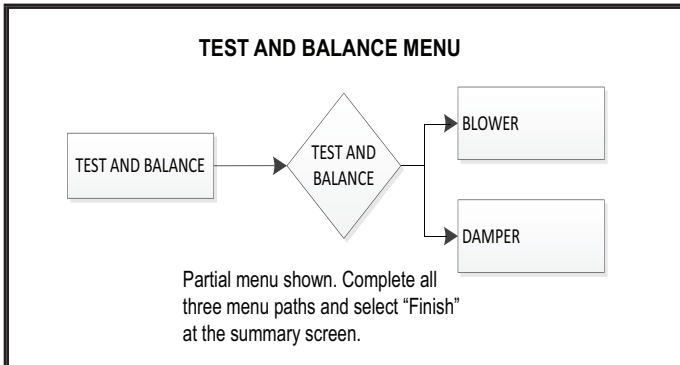 TEST AND BALANCE MENU
TEST AND BALANCE
TEST AND
BALANCE
BLOWER
DAMPER
Partial menu shown. Complete all
three menu paths and select “Finish”
at the summary screen.